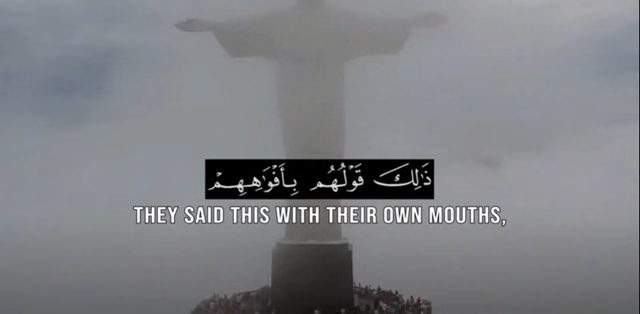 ذَٰلِكَ قَوْلُهُم بِأَفْوَٰهِهِمْ
THEY SAID THIS WITH THEIR OWN MOUTHS,